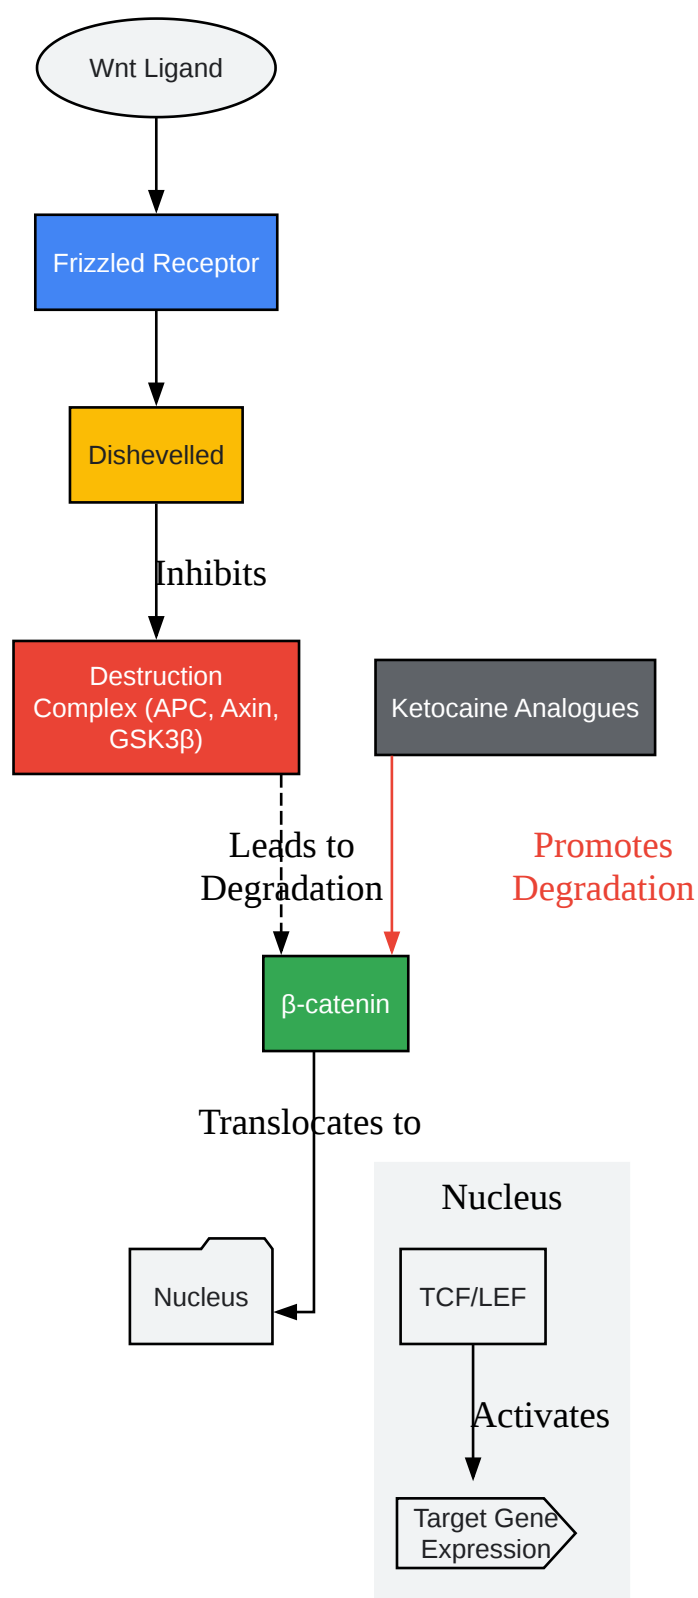 Wnt Ligand
Frizzled Receptor
Dishevelled
Inhibits
Destruction
Complex (APC, Axin,
GSK3β)
Ketocaine Analogues
Leads to
Degradation
Promotes
Degradation
β-catenin
Translocates to
Nucleus
Nucleus
TCF/LEF
Activates
Target Gene
Expression